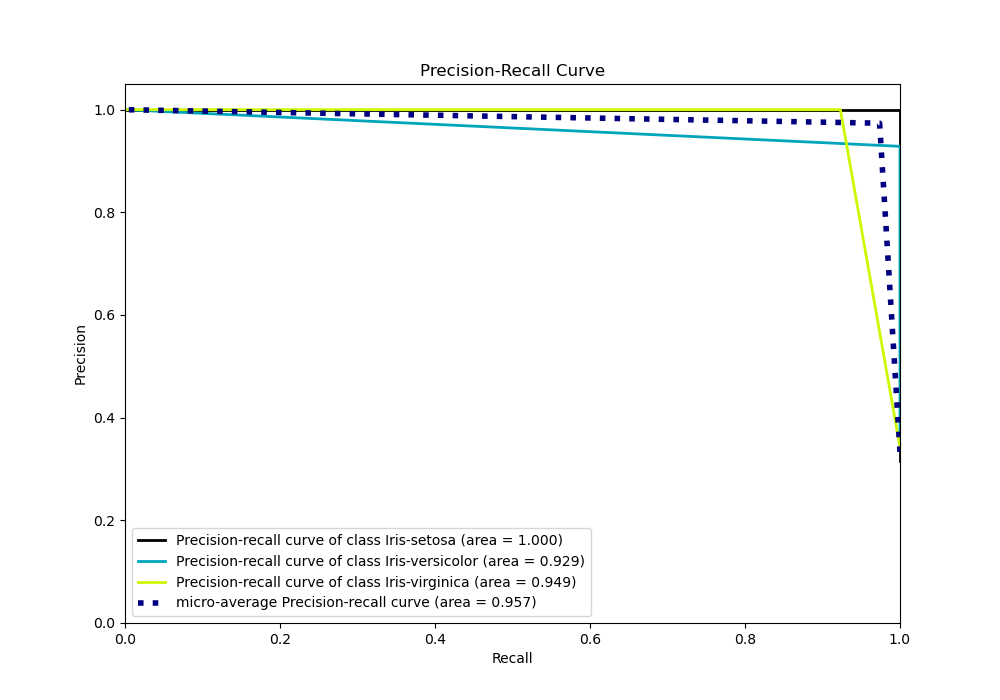 Precision-Recall Curve
1.0
0.8
0.6
0.4
0.2
0.0
Precision
Precision-recall curve of class Iris-setosa (area = 1.000)
Precision-recall curve of class Iris-versicolor (area = 0.929)
Precision-recall curve of class Iris-virginica (area = 0.949)
micro-average Precision-recall curve (area = 0.957)
0.0 0.2 0.4 0.6 0.8 1.0
Recall